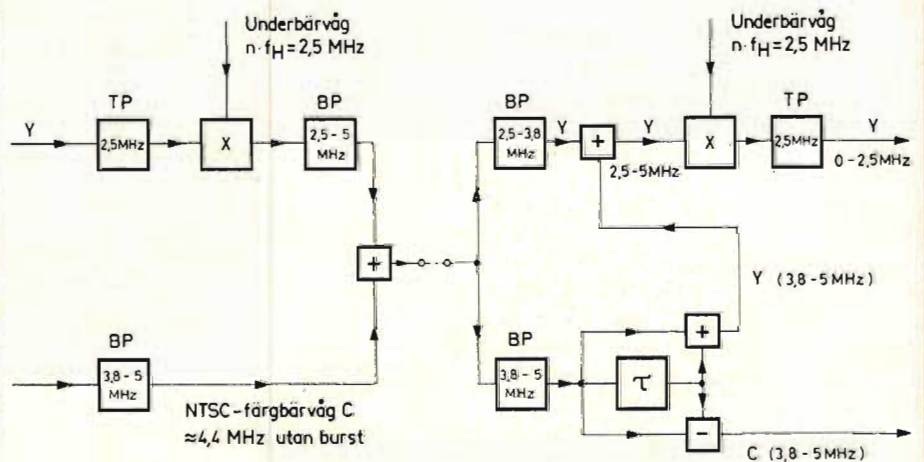 Underbärvåg
n·fH = 2,5 MHz
Underbärvåg
n·fH = 2,5 MHz
TP
BP
BP
TP
Y
2,5MHz
X
2,5 - 5
MHz
2,5-3,8
MHz
Y
+
Y
X
2,5MHz
Y
2,5-5MHz
0-2,5MHz
+
Y (3,8-5MHz)
BP
BP
3,8 - 5
MHz
3,8 - 5
MHz
+
τ
-
NTSC-färgbärvåg C
≈4,4 MHz utan burst
C (3,8-5MHz)